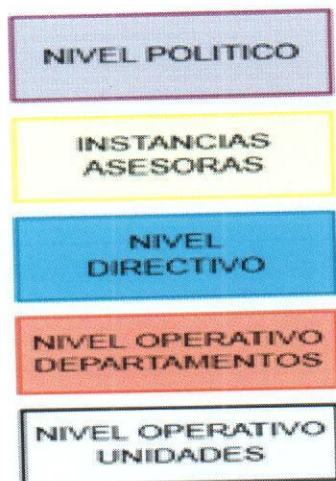 NIVEL POLITICO
INSTANCIAS
ASESORAS
NIVEL
DIRECTIVO
NIVEL OPERATIVO
DEPARTAMENTOS
NIVEL OPERATIVO
UNIDADES